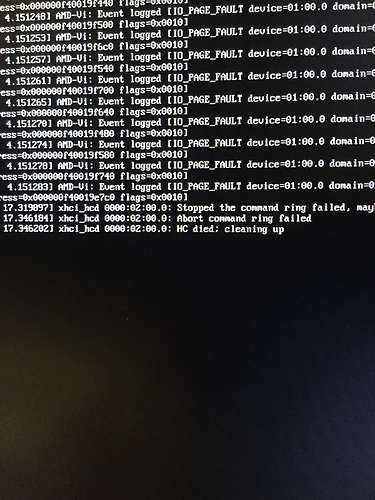 ess=0x000000f40019f440 flags=0x0010]
4.151248] AMD-Vi: Event logged [IO_PAGE_FAULT device=01:00.0 domain=0
ress=0x000000f40019f500 flags=0x0010]
4.151253] AMD-Vi: Event logged [IO_PAGE_FAULT device=01:00.0 domain=0
ress=0x000000f40019f6c0 flags=0x0010]
4.151257] AMD-Vi: Event logged [IO_PAGE_FAULT device=01:00.0 domain=0
ress=0x000000f40019f540 flags=0x0010]
4.151261] AMD-Vi: Event logged [IO_PAGE_FAULT device=01:00.0 domain=0
ress=0x000000f40019f700 flags=0x0010]
4.151265] AMD-Vi: Event logged [IO_PAGE_FAULT device=01:00.0 domain=0
ress=0x000000f40019f640 flags=0x0010]
4.151270] AMD-Vi: Event logged [IO_PAGE_FAULT device=01:00.0 domain=0
ress=0x000000f40019f480 flags=0x0010]
4.151274] AMD-Vi: Event logged [IO_PAGE_FAULT device=01:00.0 domain=0
ress=0x000000f40019f580 flags=0x0010]
4.151278] AMD-Vi: Event logged [IO_PAGE_FAULT device=01:00.0 domain=0
ress=0x000000f40019f740 flags=0x0010]
4.151283] AMD-Vi: Event logged [IO_PAGE_FAULT device=01:00.0 domain=0
ress=0x000000f40019e7c0 flags=0x0010]
17.319897] xhci_hcd 0000:02:00.0: Stopped the command ring failed, may
17.346184] xhci_hcd 0000:02:00.0: Abort command ring failed
17.346202] xhci_hcd 0000:02:00.0: HC died; cleaning up